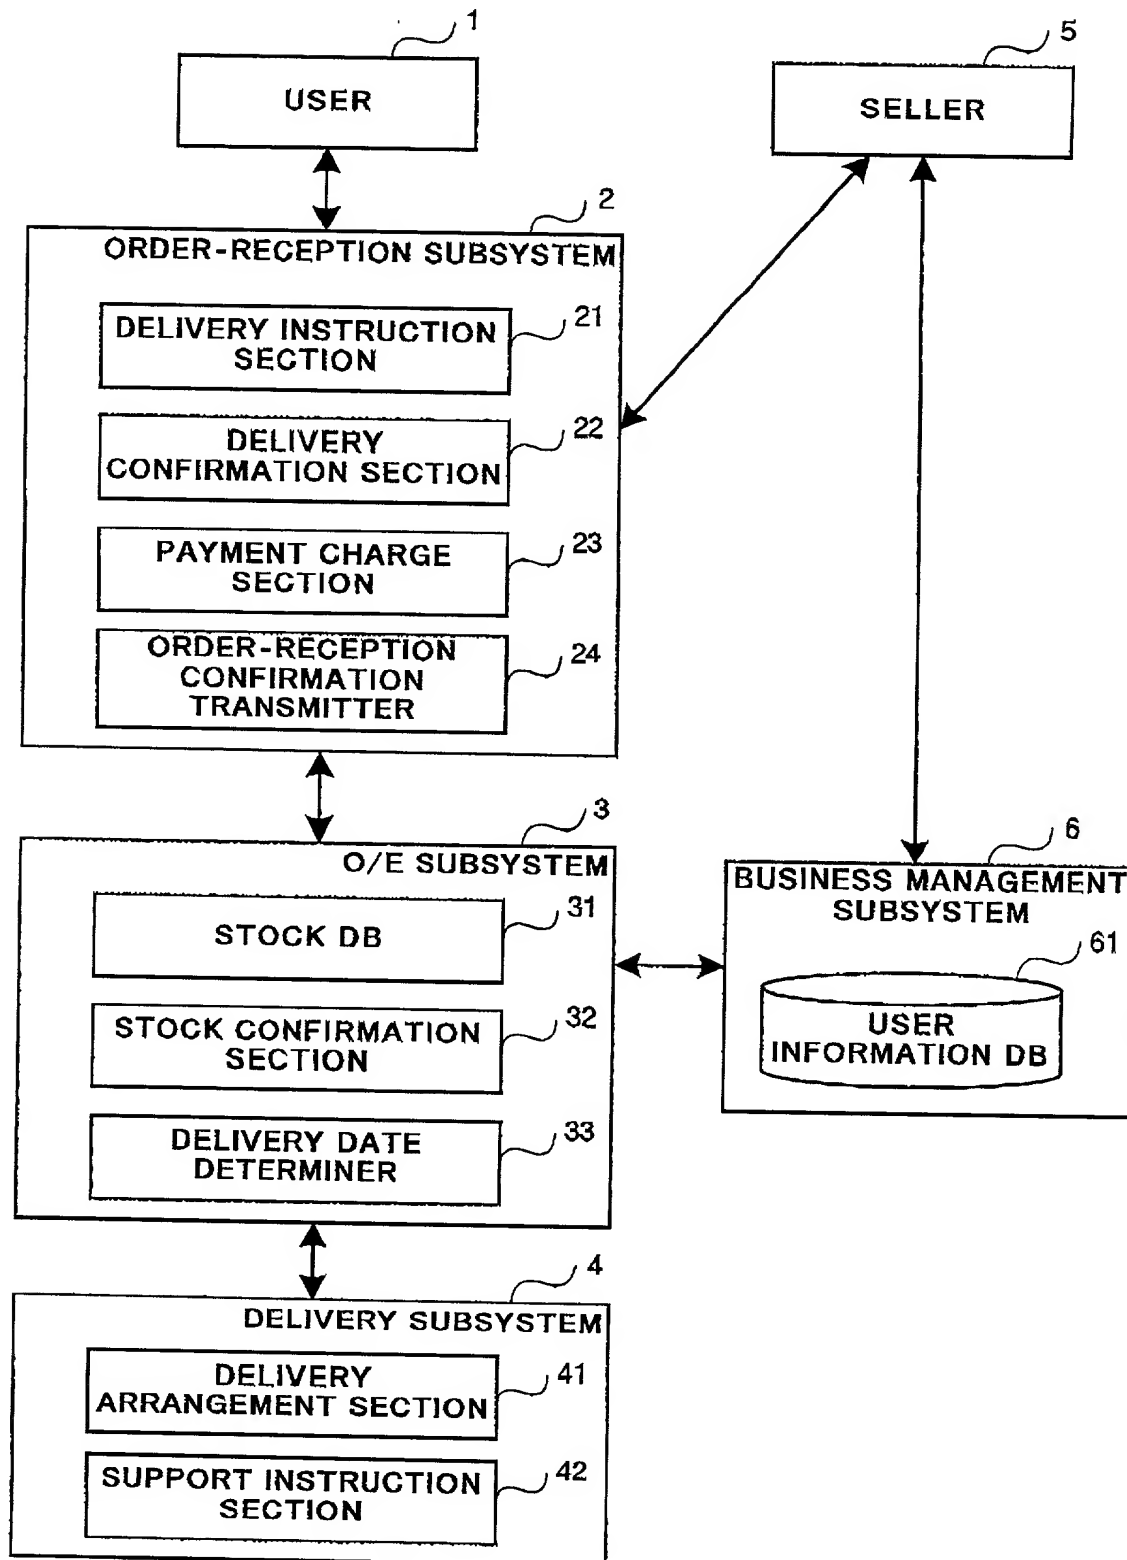 1
USER
5
SELLER
2
ORDER-RECEPTION SUBSYSTEM
21
DELIVERY INSTRUCTION
SECTION
22
DELIVERY
CONFIRMATION SECTION
23
PAYMENT CHARGE
SECTION
24
ORDER-RECEPTION
CONFIRMATION
TRANSMITTER
3
O/E SUBSYSTEM
31
STOCK DB
32
STOCK CONFIRMATION
SECTION
33
DELIVERY DATE
DETERMINER
6
BUSINESS MANAGEMENT
SUBSYSTEM
61
USER
INFORMATION DB
4
DELIVERY SUBSYSTEM
41
DELIVERY
ARRANGEMENT SECTION
42
SUPPORT INSTRUCTION
SECTION